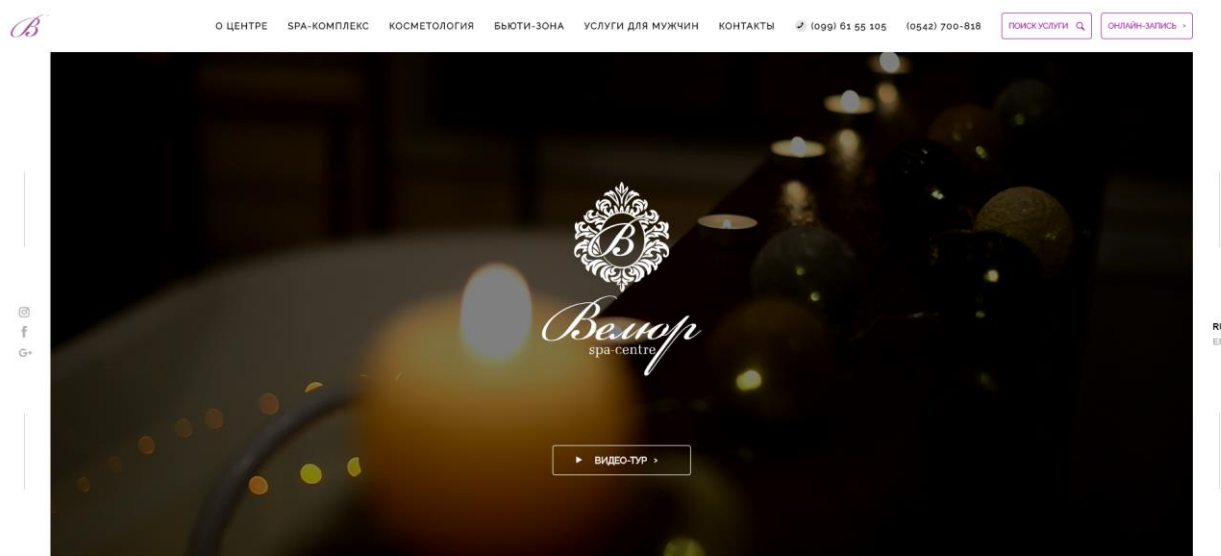 В
О ЦЕНТРЕ SPA-КОМПЛЕКС КОСМЕТОЛОГИЯ БЬЮТИ-ЗОНА УСЛУГИ ДЛЯ МУЖЧИН КОНТАКТЫ (099) 61 55 105 (0542) 700-818 ПОИСК УСЛУГИ ОНЛАЙН-ЗАПИСЬ >
В
Велюр
spa-centre
f
G+
ВИДЕО-ТУР >